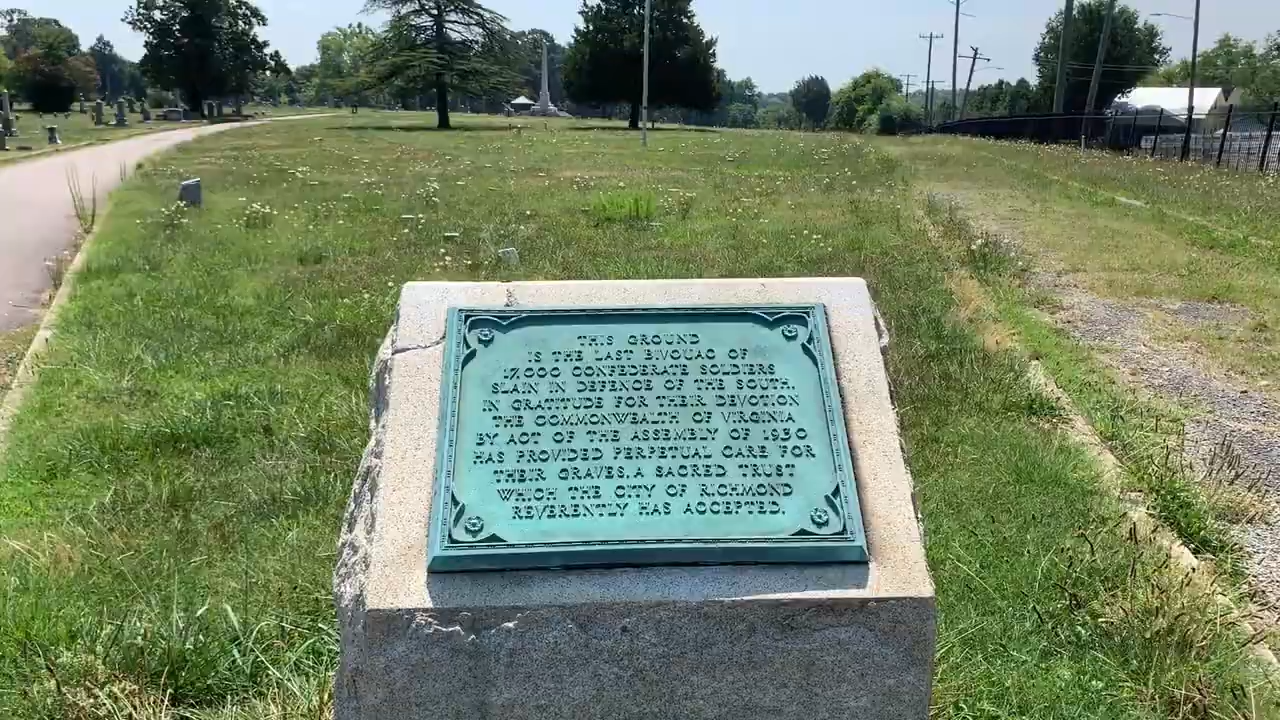 THIS GROUND
IS THE LAST BIVOUAC OF
17,000 CONFEDERATE SOLDIERS
SLAIN IN DEFENCE OF THE SOUTH.
IN GRATITUDE FOR THEIR DEVOTION
THE COMMONWEALTH OF VIRGINIA
BY ACT OF THE ASSEMBLY OF 1930
HAS PROVIDED PERPETUAL CARE FOR
THEIR GRAVES, A SACRED TRUST
WHICH THE CITY OF RICHMOND
REVERENTLY HAS ACCEPTED.